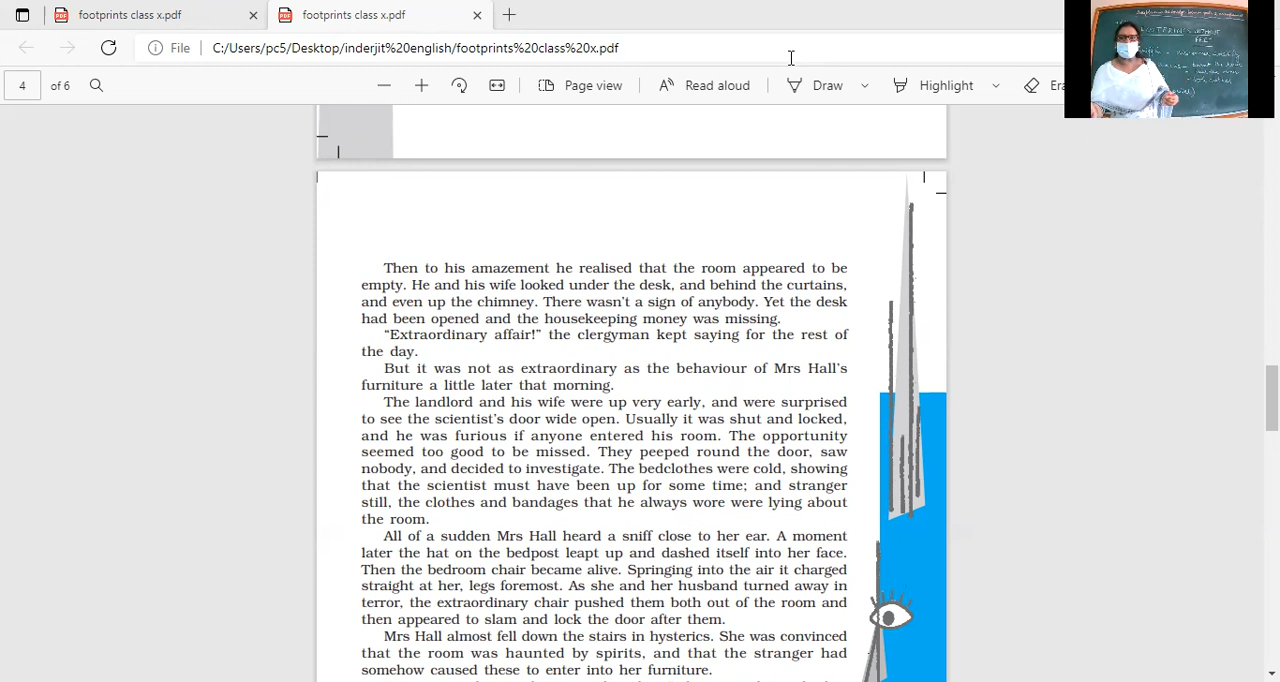 footprints class x.pdf
footprints class x.pdf
File C:/Users/pc5/Desktop/inderjit%20english/footprints%20class%20x.pdf
4 of 6 Page view Read aloud Draw Highlight Era
Then to his amazement he realised that the room appeared to be
empty. He and his wife looked under the desk, and behind the curtains,
and even up the chimney. There wasn't a sign of anybody. Yet the desk
had been opened and the housekeeping money was missing.
“Extraordinary affair!” the clergyman kept saying for the rest of
the day.
But it was not as extraordinary as the behaviour of Mrs Hall's
furniture a little later that morning.
The landlord and his wife were up very early, and were surprised
to see the scientist's door wide open. Usually it was shut and locked,
and he was furious if anyone entered his room. The opportunity
seemed too good to be missed. They peeped round the door, saw
nobody, and decided to investigate. The bedclothes were cold, showing
that the scientist must have been up for some time; and stranger
still, the clothes and bandages that he always wore were lying about
the room.
All of a sudden Mrs Hall heard a sniff close to her ear. A moment
later the hat on the bedpost leapt up and dashed itself into her face.
Then the bedroom chair became alive. Springing into the air it charged
straight at her, legs foremost. As she and her husband turned away in
terror, the extraordinary chair pushed them both out of the room and
then appeared to slam and lock the door after them.
Mrs Hall almost fell down the stairs in hysterics. She was convinced
that the room was haunted by spirits, and that the stranger had
somehow caused these to enter into her furniture.